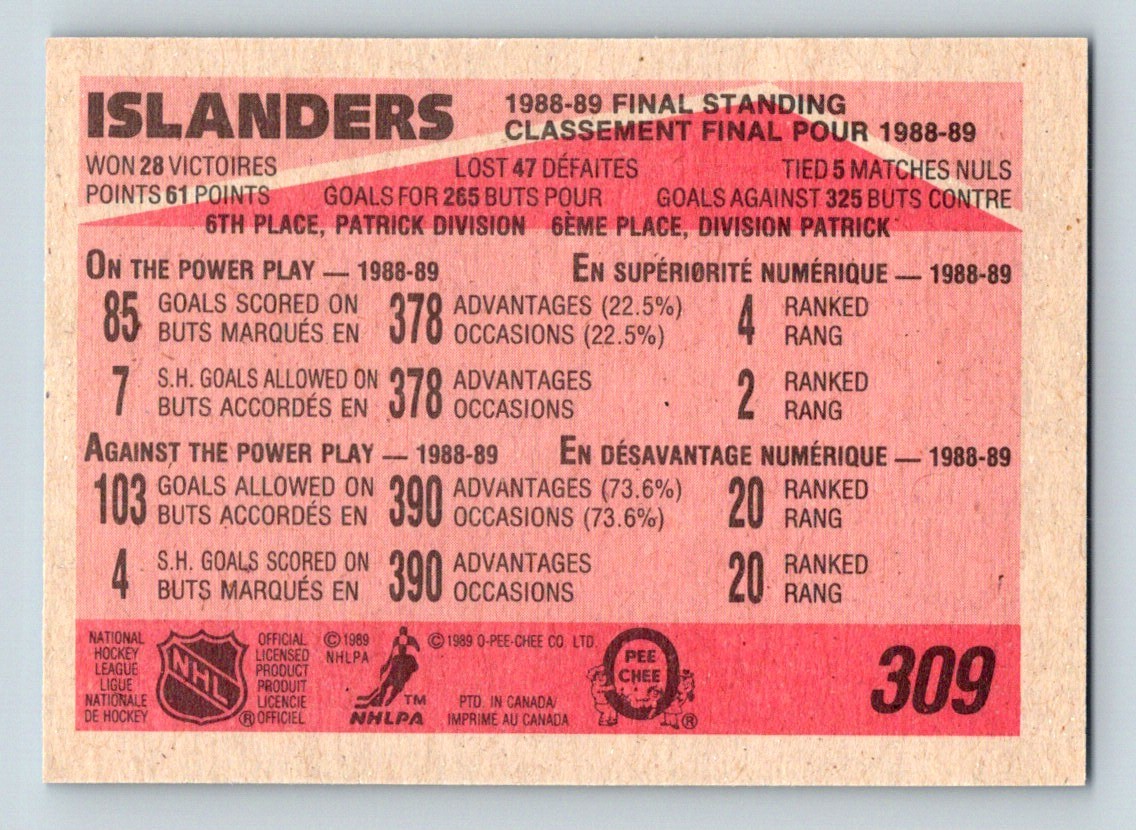 ISLANDERS
1988-89 FINAL STANDING
CLASSEMENT FINAL POUR 1988-89
WON 28 VICTOIRES LOST 47 DÉFAITES TIED 5 MATCHES NULS
POINTS 61 POINTS GOALS FOR 265 BUTS POUR GOALS AGAINST 325 BUTS CONTRE
6TH PLACE, PATRICK DIVISION 6ÈME PLACE, DIVISION PATRICK
ON THE POWER PLAY — 1988-89 EN SUPÉRIORITÉ NUMÉRIQUE — 1988-89
85 GOALS SCORED ON 378 ADVANTAGES (22.5%) 4 RANKED
BUTS MARQUÉS EN OCCASIONS (22.5%) RANG
7 S.H. GOALS ALLOWED ON 378 ADVANTAGES 2 RANKED
BUTS ACCORDÉS EN OCCASIONS RANG
AGAINST THE POWER PLAY — 1988-89 EN DÉSAVANTAGE NUMÉRIQUE — 1988-89
103 GOALS ALLOWED ON 390 ADVANTAGES (73.6%) 20 RANKED
BUTS ACCORDÉS EN OCCASIONS (73.6%) RANG
4 S.H. GOALS SCORED ON 390 ADVANTAGES 20 RANKED
BUTS MARQUÉS EN OCCASIONS RANG
NATIONAL
HOCKEY
LEAGUE
LIGUE
NATIONALE
DE HOCKEY
NHL
®
OFFICIAL
LICENSED
PRODUCT
PRODUIT
LICENCIE
OFFICIEL
© 1989
NHLPA
TM
NHLPA
© 1989 O-PEE-CHEE CO. LTD.
PTD. IN CANADA/
IMPRIME AU CANADA
O
PEE
CHEE
®
309